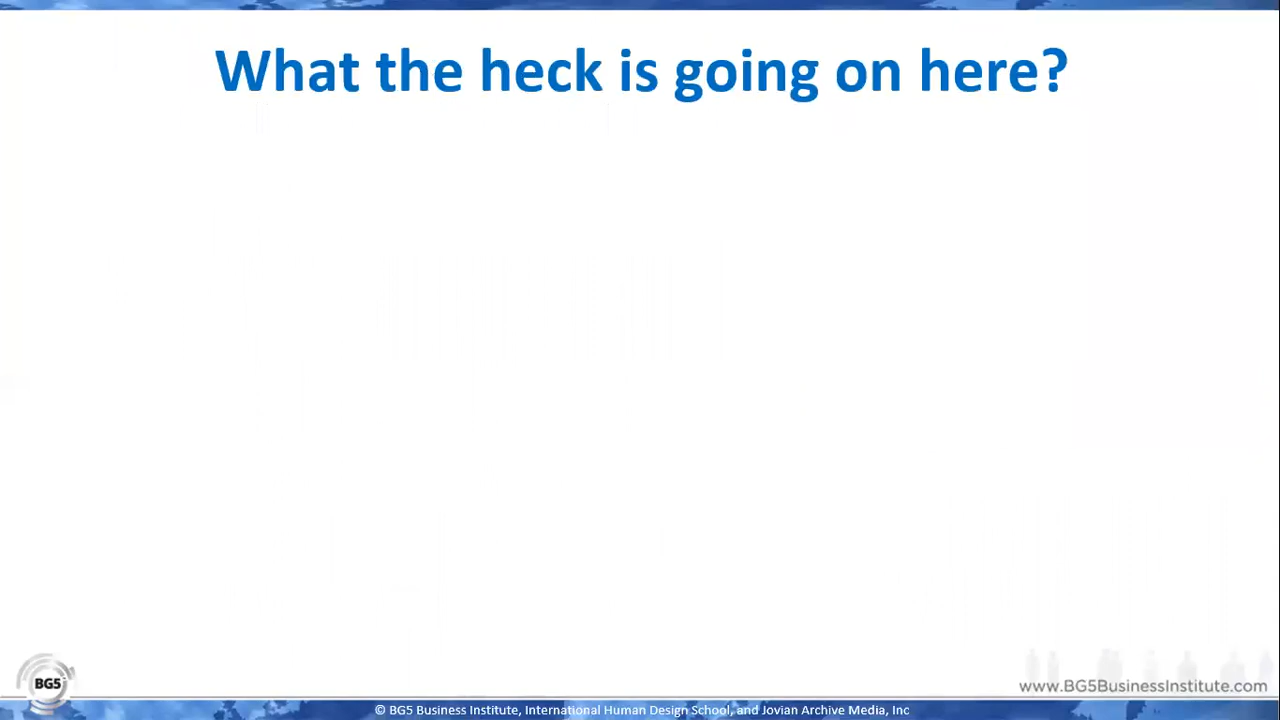 What the heck is going on here?
BG5
www.BG5BusinessInstitute.com
© BG5 Business Institute, International Human Design School, and Jovian Archive Media, Inc